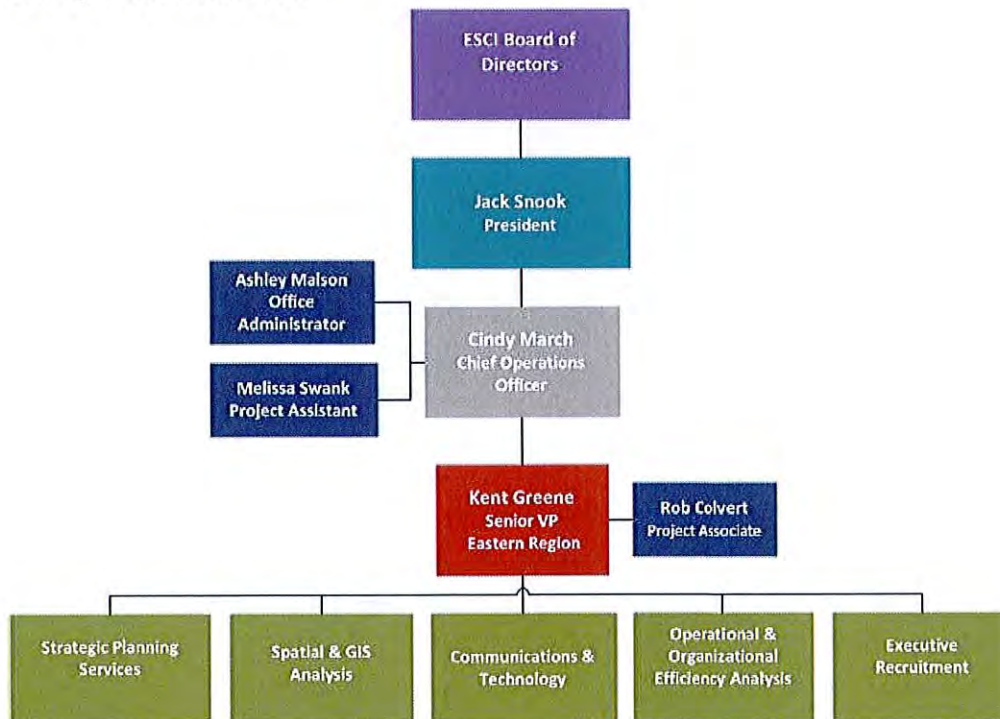 ESCI Board of
Directors
Jack Snook
President
Ashley Malson
Office
Administrator
Cindy March
Chief Operations
Officer
Melissa Swank
Project Assistant
Kent Greene
Senior VP
Eastern Region
Rob Colvert
Project Associate
Strategic Planning
Services
Spatial & GIS
Analysis
Communications &
Technology
Operational &
Organizational
Efficiency Analysis
Executive
Recruitment